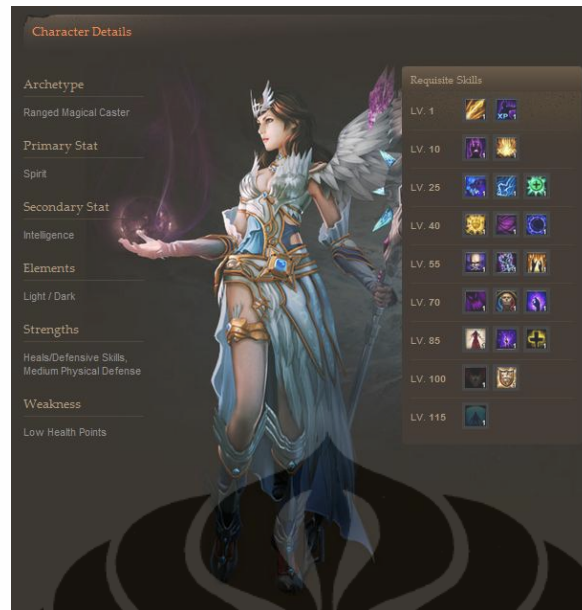 Character Details
Archetype
Ranged Magical Caster
Primary Stat
Spirit
Secondary Stat
Intelligence
Elements
Light / Dark
Strengths
Heals/Defensive Skills,
Medium Physical Defense
Weakness
Low Health Points
Requisite Skills
LV. 1
XP
LV. 10
LV. 25
LV. 40
LV. 55
LV. 70
LV. 85
LV. 100
LV. 115